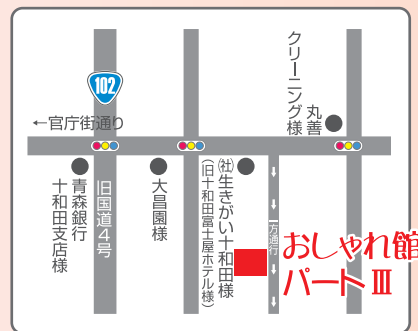 102
←官庁街通り
クリーニング様
丸善
青森銀行
十和田支店様
旧国道4号
大昌園様
㈳生きがい十和田様
(旧十和田富士屋ホテル様)
一方通行
おしゃれ館
パートⅢ